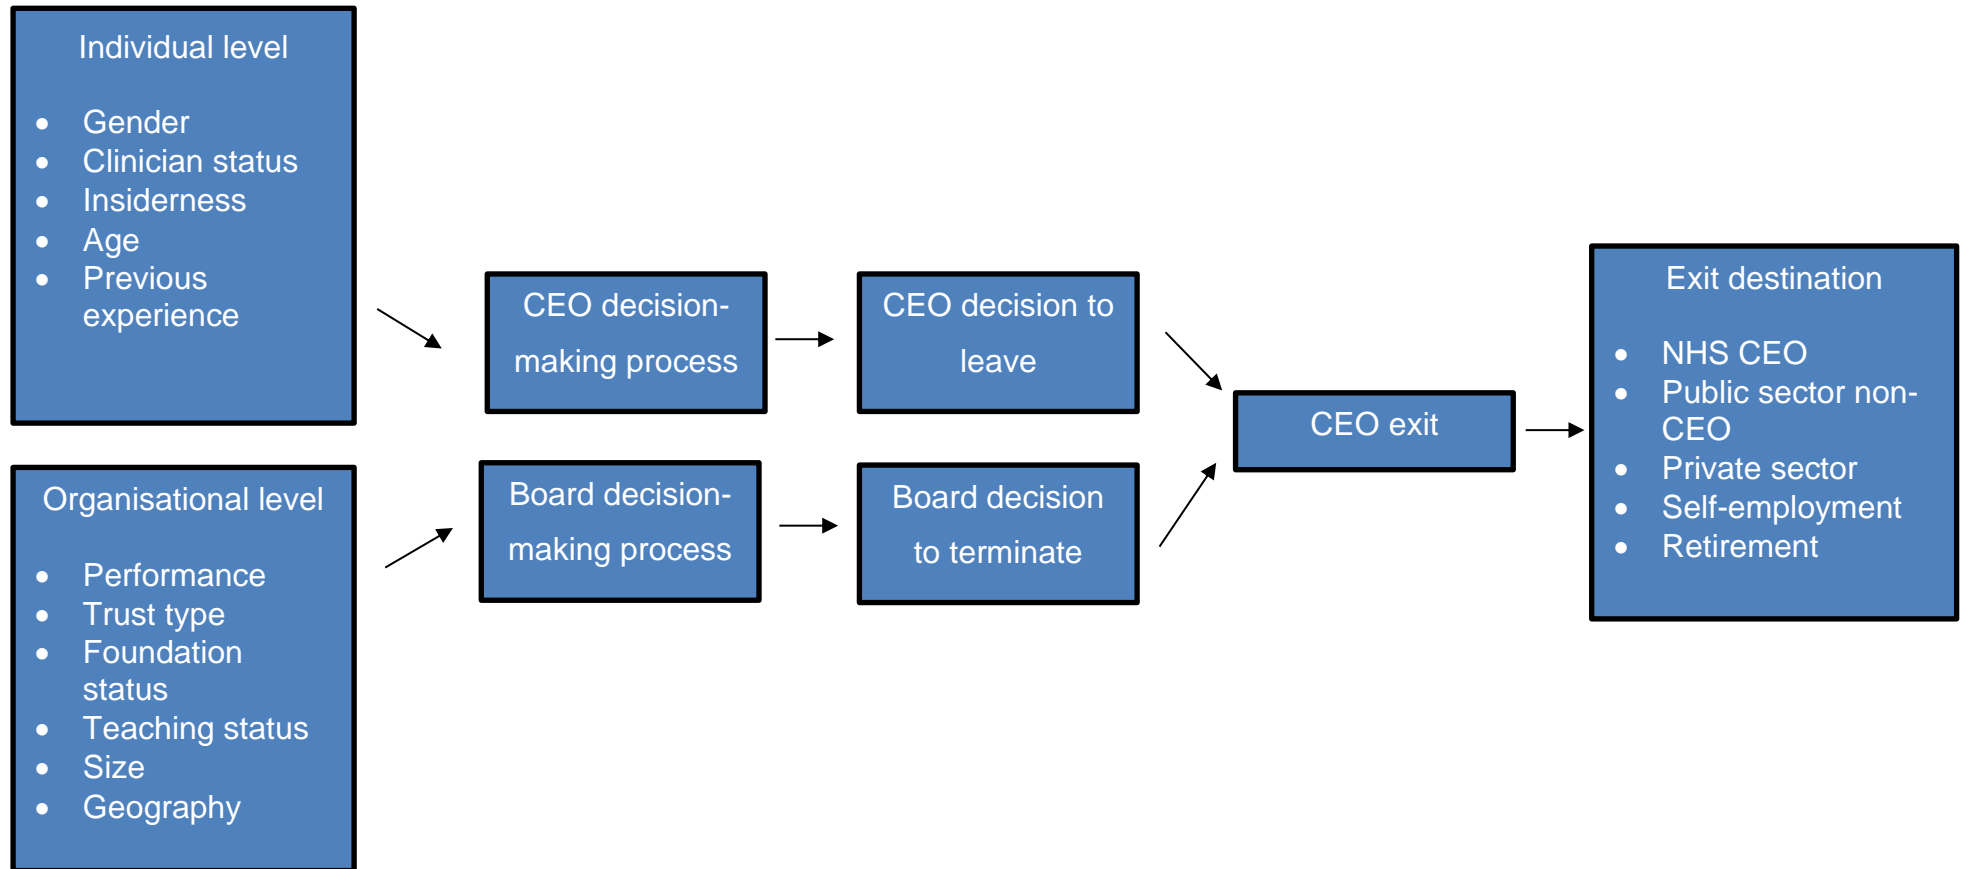 Individual level
• Gender
• Clinician status
• Insiderness
• Age
• Previous
experience
Organisational level
• Performance
• Trust type
• Foundation
status
• Teaching status
• Size
• Geography
CEO decision-
making process
Board decision-
making process
CEO decision to
leave
Board decision
to terminate
CEO exit
Exit destination
• NHS CEO
• Public sector non-
CEO
• Private sector
• Self-employment
• Retirement